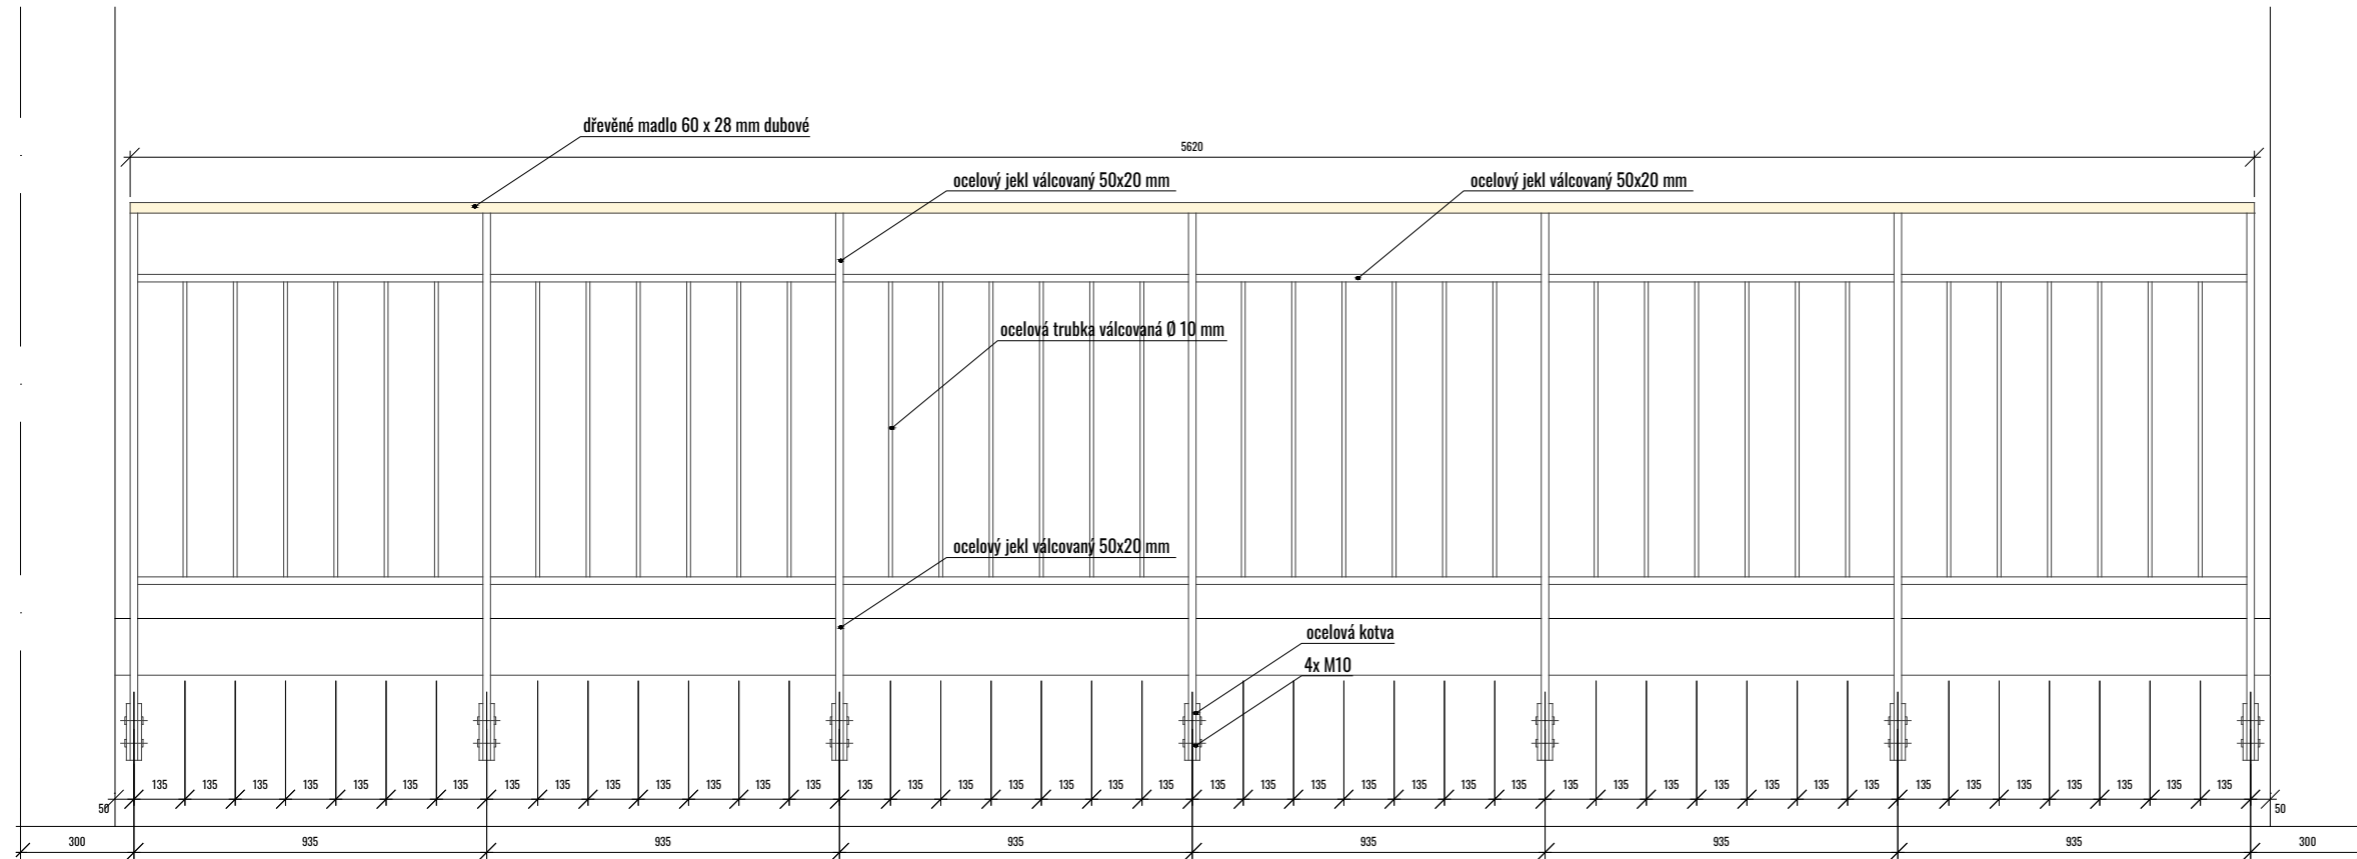 dřevěné madlo 60 x 28 mm dubové
5620
ocelový jekl válcovaný 50x20 mm ocelový jekl válcovaný 50x20 mm
ocelová trubka válcovaná Ø 10 mm
ocelový jekl válcovaný 50x20 mm
ocelová kotva
4x M10
135 135 135 135 135 135 135 135 135 135 135 135 135 135 135 135 135 135 135 135 135 135 135 135 135 135 135 135 135 135 135 135 135 135 135 135 135 135 135 135 135 135
50 50
300 935 935 935 935 935 935 300